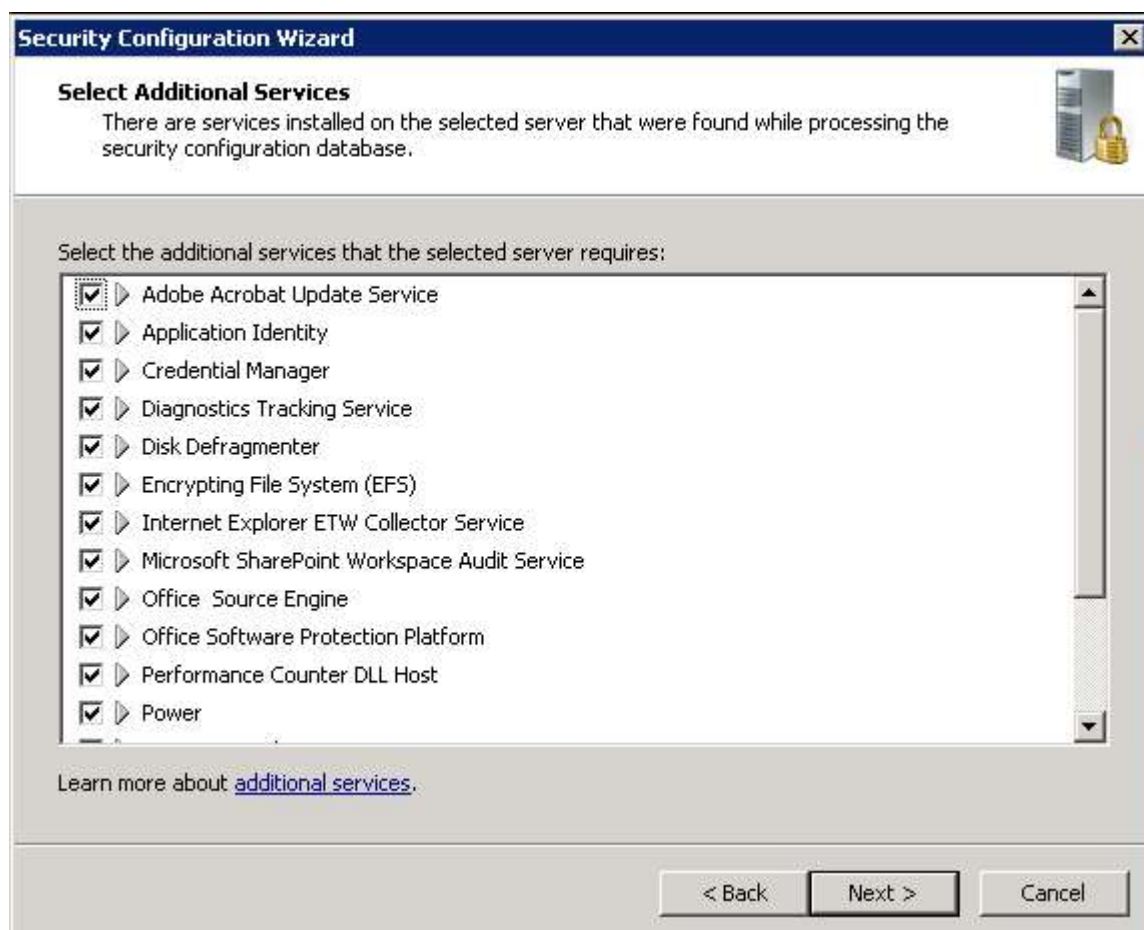 Security Configuration Wizard
Select Additional Services
There are services installed on the selected server that were found while processing the
security configuration database.
Select the additional services that the selected server requires:
Adobe Acrobat Update Service
Application Identity
Credential Manager
Diagnostics Tracking Service
Disk Defragmenter
Encrypting File System (EFS)
Internet Explorer ETW Collector Service
Microsoft SharePoint Workspace Audit Service
Office  Source Engine
Office Software Protection Platform
Performance Counter DLL Host
Power
Learn more about additional services.
< Back
Next >
Cancel